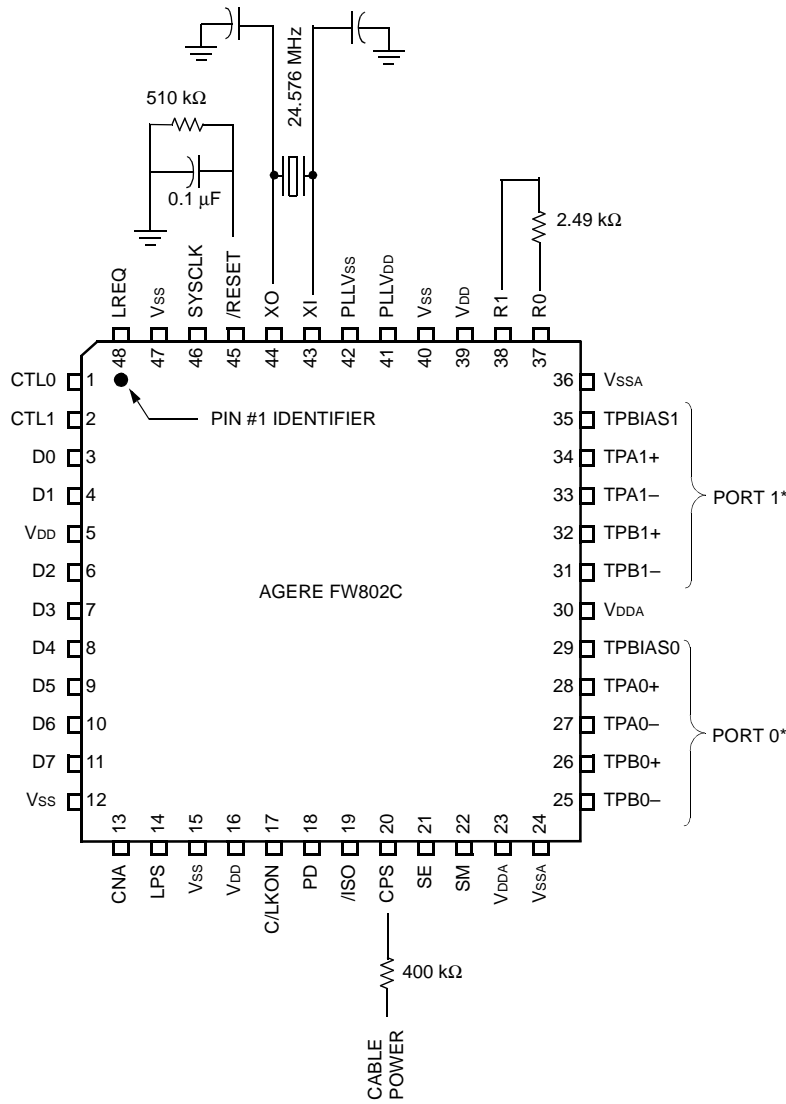 24.576 MHz
510 kΩ
0.1 μF
2.49 kΩ
LREQ
VSS
SYSCLK
/RESET
XO
XI
PLLVSS
PLLVDD
VSS
VDD
R1
R0
48
47
46
45
44
43
42
41
40
39
38
37
CTL0 1
CTL1 2
D0 3
D1 4
VDD 5
D2 6
D3 7
D4 8
D5 9
D6 10
D7 11
VSS 12
PIN #1 IDENTIFIER
AGERE FW802C
36 VSSA
35 TPBIAS1
34 TPA1+
33 TPA1–
32 TPB1+
31 TPB1–
PORT 1*
30 VDDA
29 TPBIAS0
28 TPA0+
27 TPA0–
26 TPB0+
25 TPB0–
PORT 0*
13
14
15
16
17
18
19
20
21
22
23
24
CNA
LPS
VSS
VDD
C/LKON
PD
/ISO
CPS
SE
SM
VDDA
VSSA
400 kΩ
CABLE
POWER